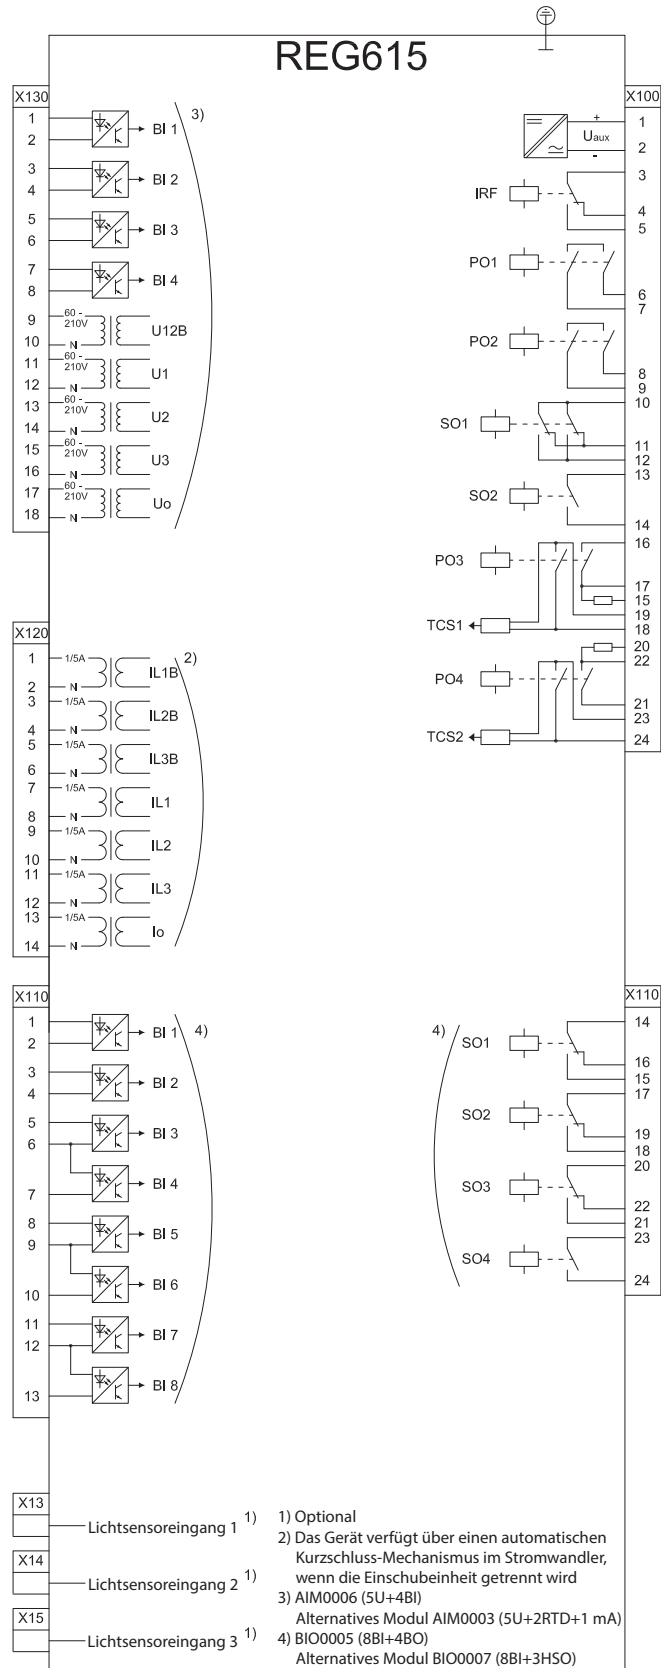 REG615
X130
1
2
BI 1
3)
3
4
BI 2
5
6
BI 3
7
8
BI 4
9
60 -
210V
10
N
U12B
11
60 -
210V
12
N
U1
13
60 -
210V
14
N
U2
15
60 -
210V
16
N
U3
17
60 -
210V
18
N
Uo
X120
1
1/5A
2
N
IL1B
2)
3
1/5A
4
N
IL2B
5
1/5A
6
N
IL3B
7
1/5A
8
N
IL1
9
1/5A
10
N
IL2
11
1/5A
12
N
IL3
13
1/5A
14
N
Io
X110
1
2
BI 1
4)
3
4
BI 2
5
6
BI 3
7
BI 4
8
9
BI 5
10
BI 6
11
12
BI 7
13
BI 8
X100
+
1
Uaux
2
-
3
IRF
4
5
PO1
6
7
PO2
8
9
10
SO1
11
12
13
SO2
14
16
PO3
17
15
19
TCS1
18
20
22
PO4
21
23
TCS2
24
X110
14
4)
SO1
16
15
17
SO2
19
18
20
SO3
22
21
23
SO4
24
X13
Lichtsensoreingang 1 1)
X14
Lichtsensoreingang 2 1)
X15
Lichtsensoreingang 3 1)
1) Optional
2) Das Gerät verfügt über einen automatischen
Kurzschluss-Mechanismus im Stromwandler,
wenn die Einschubeinheit getrennt wird
3) AIM0006 (5U+4BI)
Alternatives Modul AIM0003 (5U+2RTD+1 mA)
4) BIO0005 (8BI+4BO)
Alternatives Modul BIO0007 (8BI+3HSO)